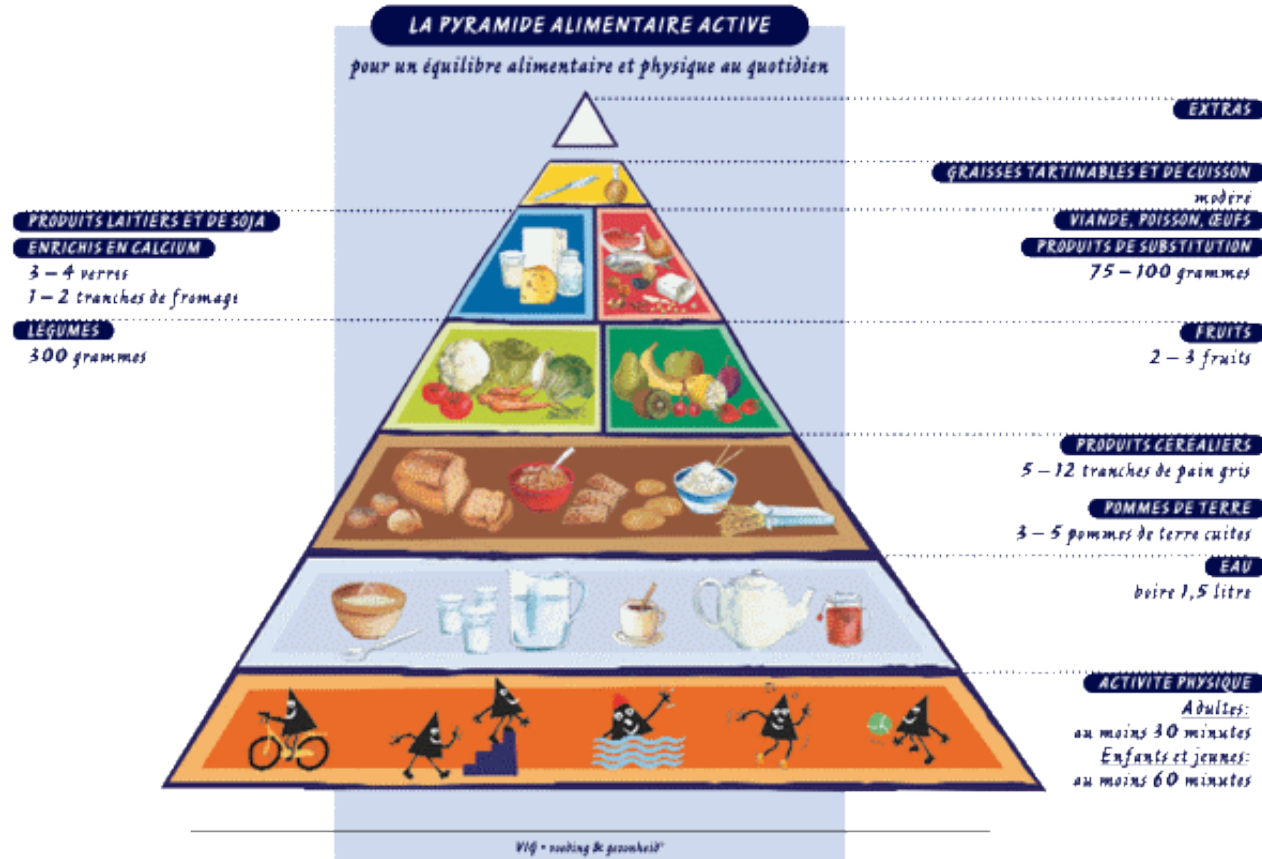 LA PYRAMIDE ALIMENTAIRE ACTIVE
pour un équilibre alimentaire et physique au quotidien
EXTRAS
GRAISSES TARTINABLES ET DE CUISSON
modéré
PRODUITS LAITIERS ET DE SOJA
ENRICHIS EN CALCIUM
3 – 4 verres
1 – 2 tranches de fromage
VIANDE, POISSON, ŒUFS
PRODUITS DE SUBSTITUTION
75 – 100 grammes
LÉGUMES
300 grammes
FRUITS
2 – 3 fruits
PRODUITS CÉRÉALIERS
5 – 12 tranches de pain gris
POMMES DE TERRE
3 – 5 pommes de terre cuites
EAU
boire 1,5 litre
ACTIVITÉ PHYSIQUE
Adultes:
au moins 30 minutes
Enfants et jeunes:
au moins 60 minutes
VIG • voeding & gezondheid